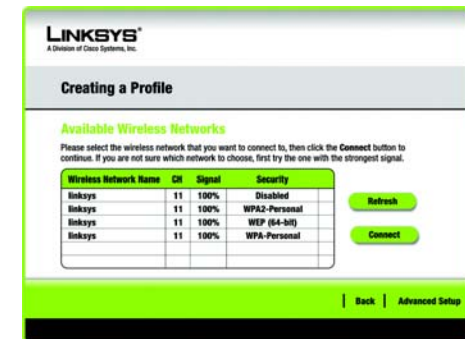 LINKSYS®
A Division of Cisco Systems, Inc.
Creating a Profile
Available Wireless Networks
Please select the wireless network that you want to connect to, then click the Connect button to
continue. If you are not sure which network to choose, first try the one with the strongest signal.
Wireless Network Name CH Signal Security
linksys 11 100% Disabled
linksys 11 100% WPA2-Personal
linksys 11 100% WEP (64-bit)
linksys 11 100% WPA-Personal
Refresh
Connect
Back Advanced Setup